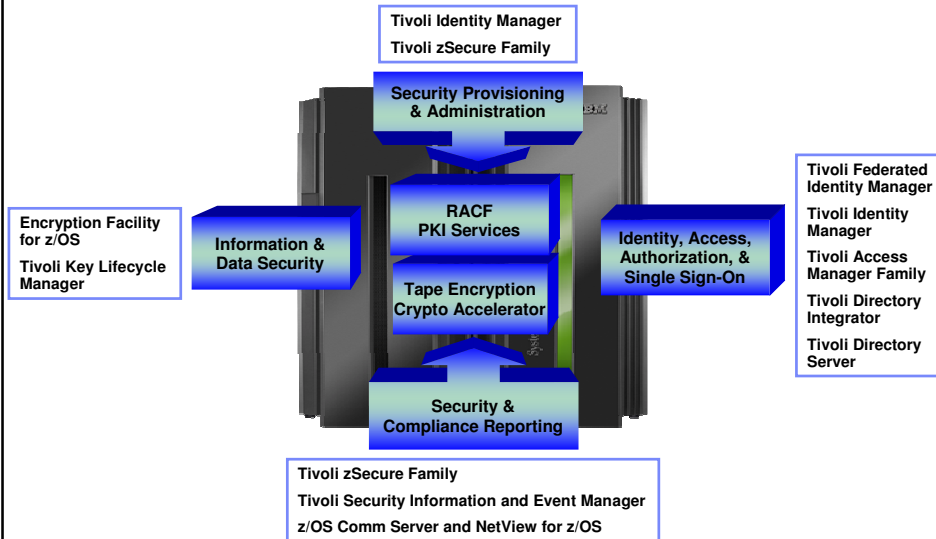 Tivoli Identity Manager
Tivoli zSecure Family
Security Provisioning
& Administration
IBM
Encryption Facility
for z/OS
Tivoli Key Lifecycle
Manager
Information &
Data Security
RACF
PKI Services
Tape Encryption
Crypto Accelerator
Identity, Access,
Authorization, &
Single Sign-On
Tivoli Federated
Identity Manager
Tivoli Identity
Manager
Tivoli Access
Manager Family
Tivoli Directory
Integrator
Tivoli Directory
Server
Syste
Security &
Compliance Reporting
Tivoli zSecure Family
Tivoli Security Information and Event Manager
z/OS Comm Server and NetView for z/OS